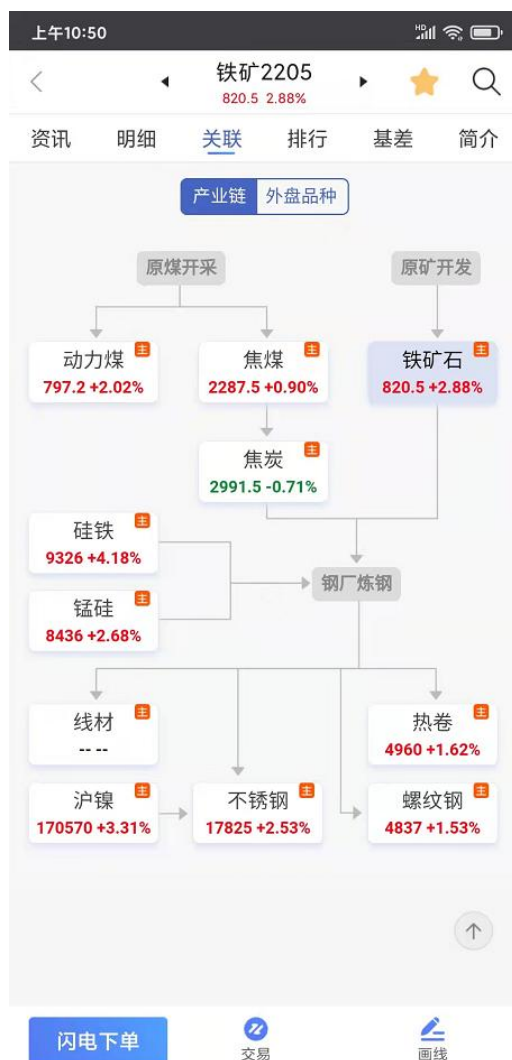 上午10:50
HD
铁矿2205
820.5 2.88%
资讯 明细 关联 排行 基差 简介
产业链 外盘品种
原煤开采 原矿开发
动力煤 主 焦煤 主 铁矿石 主
797.2 +2.02% 2287.5 +0.90% 820.5 +2.88%
焦炭 主
2991.5 -0.71%
硅铁 主
9326 +4.18%
钢厂炼钢
锰硅 主
8436 +2.68%
线材 主 热卷 主
-- -- 4960 +1.62%
沪镍 主 不锈钢 主 螺纹钢 主
170570 +3.31% 17825 +2.53% 4837 +1.53%
闪电下单 交易 画线